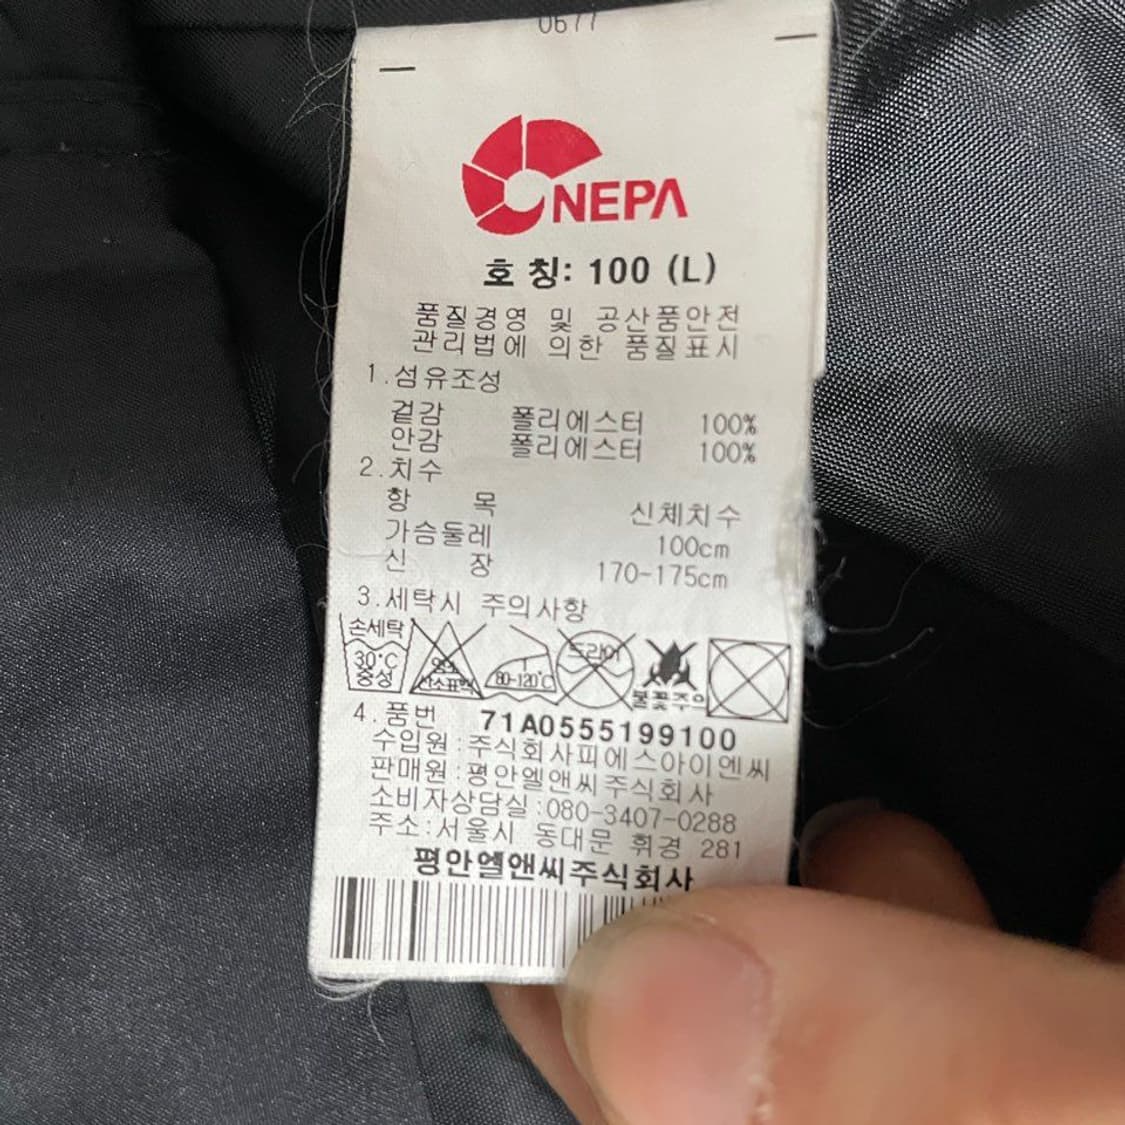 0677
NEPA
호 칭: 100 (L)
품질경영 및 공산품안전
관리법에 의한 품질표시
1.섬유조성
겉감 폴리에스터 100%
안감 폴리에스터 100%
2.치수
항 목 신체치수
가슴둘레 100cm
신 장 170-175cm
3.세탁시 주의사항
손세탁
30°C
중성
염소
산소표백
80-120°C
드라이
불꽃주의
4.품번 71A0555199100
수입원:주식회사피에스아이엔씨
판매원:평안엘앤씨주식회사
소비자상담실:080-3407-0288
주소:서울시 동대문 휘경 281
평안엘앤씨주식회사